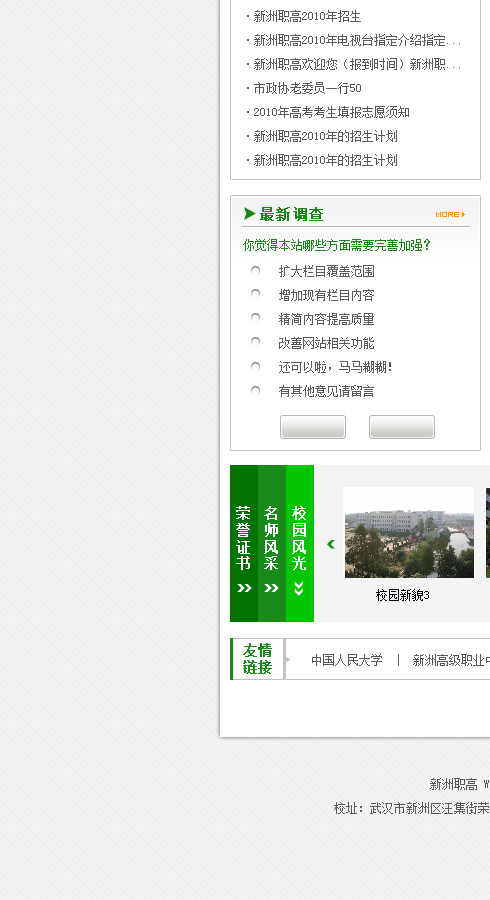 ·新洲职高2010年招生
·新洲职高2010年电视台指定介绍指定...
·新洲职高欢迎您（报到时间）新洲职...
·市政协老委员一行50
·2010年高考考生填报志愿须知
·新洲职高2010年的招生计划
·新洲职高2010年的招生计划
最新调查
MORE
你觉得本站哪些方面需要完善加强？
扩大栏目覆盖范围
增加现有栏目内容
精简内容提高质量
改善网站相关功能
还可以啦，马马糊糊！
有其他意见请留言
荣誉证书
名师风采
校园风光
校园新貌3
友情
链接
中国人民大学 | 新洲高级职业中
新洲职高 W
校址：武汉市新洲区汪集街荣